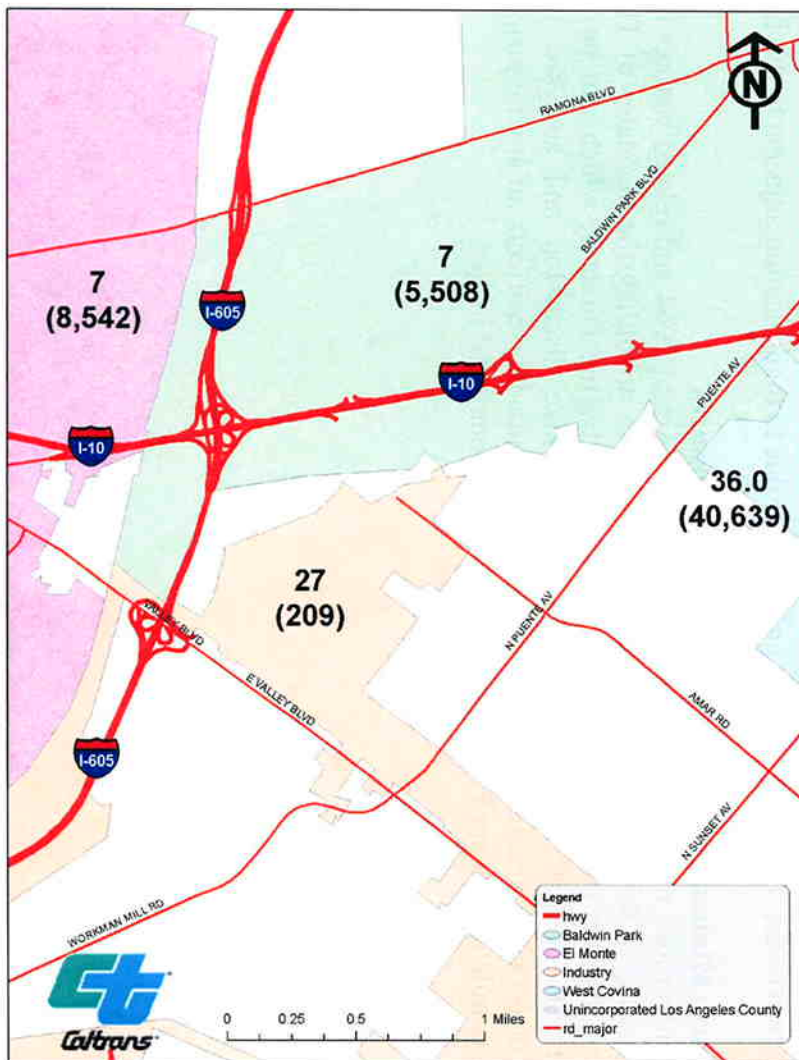 N
RAMONA BLVD
BALDWIN PARK BLVD
7
(8,542)
7
(5,508)
I-605
I-10
PUENTE AV
I-10
36.0
(40,639)
27
(209)
VALLEY BLVD
N PUENTE AV
E VALLEY BLVD
AMAR RD
I-605
N SUNSET AV
WORKMAN MILL RD
Legend
hwy
Baldwin Park
El Monte
Industry
West Covina
Unincorporated Los Angeles County
rd_major
Caltrans
0 0.25 0.5 1 Miles